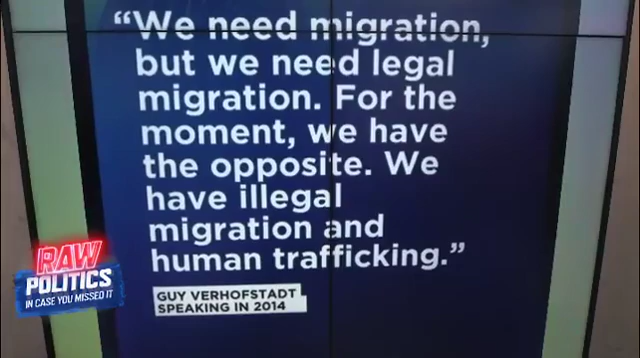 “We need migration,
but we need legal
migration. For the
moment, we have
the opposite. We
have illegal
migration and
human trafficking.”
GUY VERHOFSTADT
SPEAKING IN 2014
RAW
POLITICS
IN CASE YOU MISSED IT